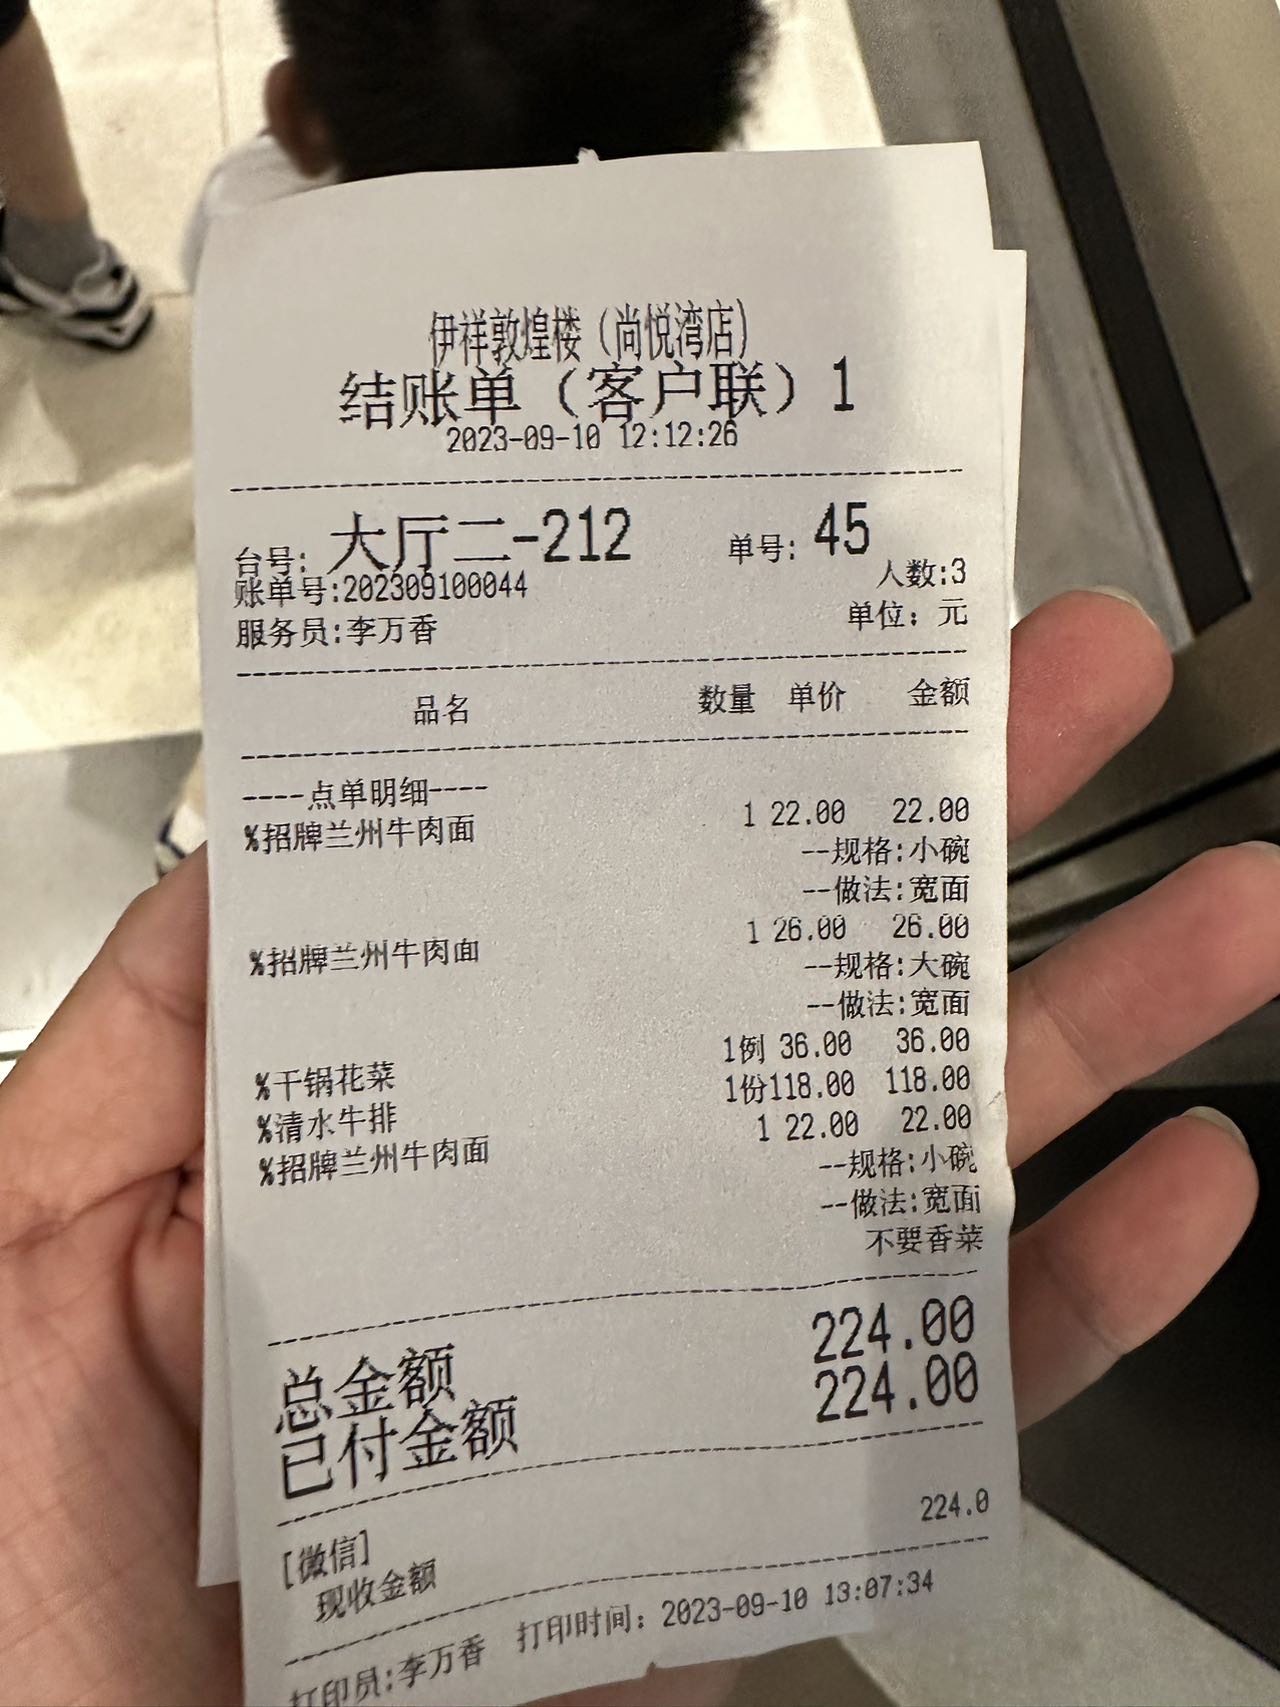 伊祥敦煌楼（尚悦湾店）
结账单（客户联）1
2023-09-10 12:12:26
台号: 大厅二-212 单号: 45
账单号:202309100044 人数:3
服务员:李万香 单位: 元
品名 数量 单价 金额
----点单明细----
%招牌兰州牛肉面 1 22.00 22.00
--规格:小碗
--做法:宽面
%招牌兰州牛肉面 1 26.00 26.00
--规格:大碗
--做法:宽面
%干锅花菜 1例 36.00 36.00
%清水牛排 1份118.00 118.00
%招牌兰州牛肉面 1 22.00 22.00
--规格:小碗
--做法:宽面
不要香菜
总金额 224.00
已付金额 224.00
[微信] 224.0
现收金额
打印员:李万香 打印时间: 2023-09-10 13:07:34